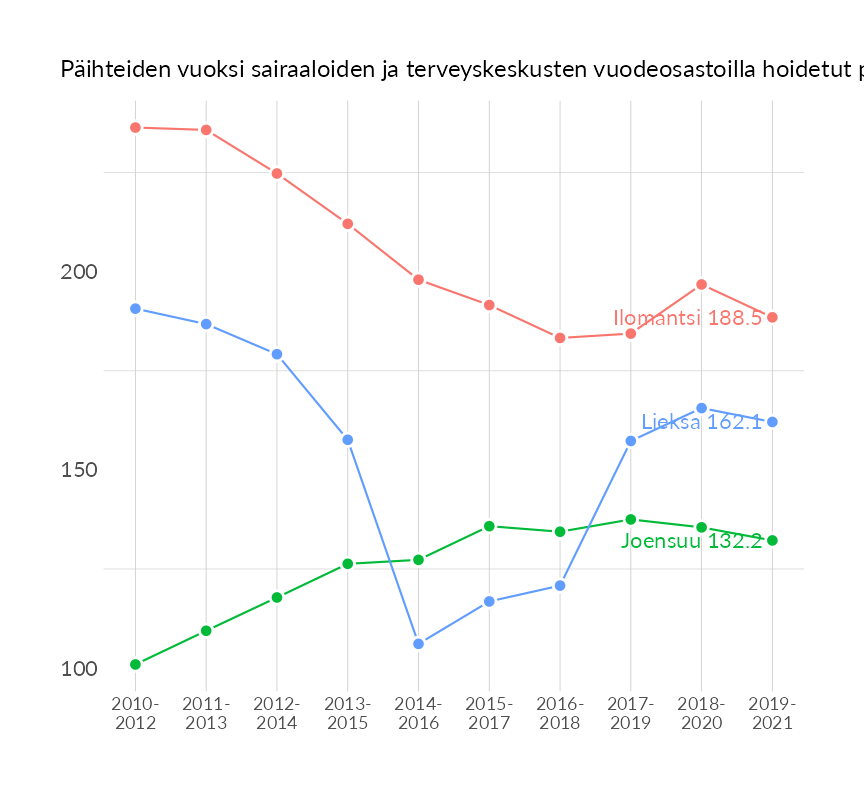 Päihteiden vuoksi sairaaloiden ja terveyskeskusten vuodeosastoilla hoidetut
200
150
100
Ilomantsi 188.5
Lieksa 162.1
Joensuu 132.2
2010- 2011- 2012- 2013- 2014- 2015- 2016- 2017- 2018- 2019-
2012 2013 2014 2015 2016 2017 2018 2019 2020 2021